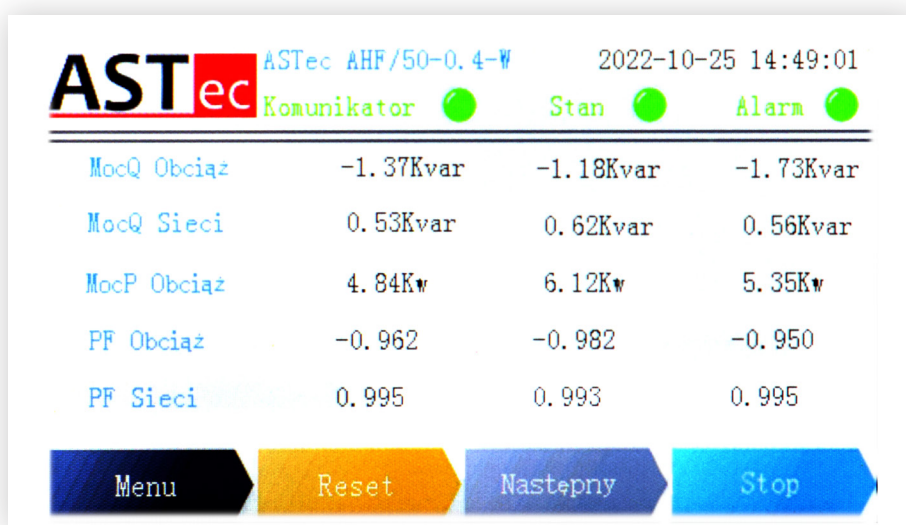 ASTec
ASTec AHF/50-0.4-W 2022-10-25 14:49:01
Komunikator Stan Alarm
MocQ Obciąż -1.37Kvar -1.18Kvar -1.73Kvar
MocQ Sieci 0.53Kvar 0.62Kvar 0.56Kvar
MocP Obciąż 4.84Kw 6.12Kw 5.35Kw
PF Obciąż -0.962 -0.982 -0.950
PF Sieci 0.995 0.993 0.995
Menu Reset Następny Stop